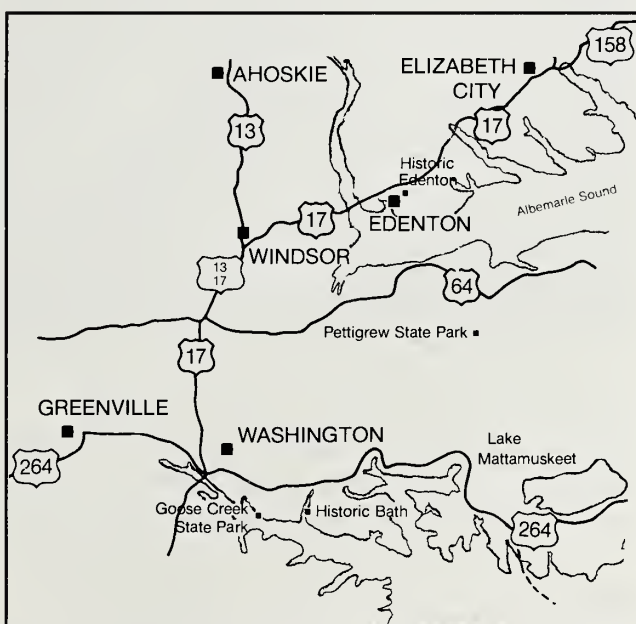 158
AHOSKIE
ELIZABETH
CITY
13
17
Historic
Edenton
Albemarle Sound
EDENTON
17
WINDSOR
13
17
64
Pettigrew State Park
17
GREENVILLE
WASHINGTON
Lake
Mattamuskeet
264
Goose Creek
State Park
Historic Bath
264